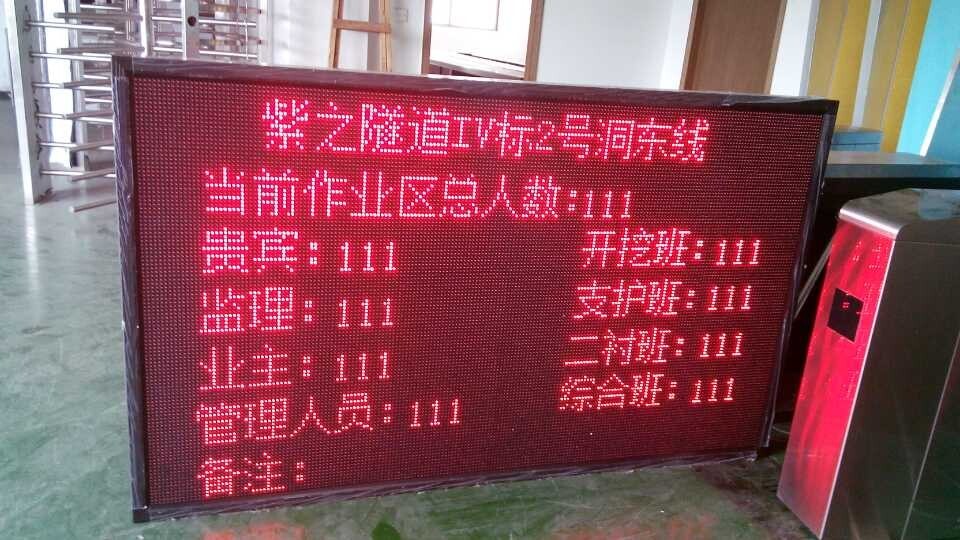 紫之隧道IV标2号洞东线
当前作业区总人数:111
贵宾:111 开挖班:111
监理:111 支护班:111
业主:111 二衬班:111
管理人员:111 综合班:111
备注: